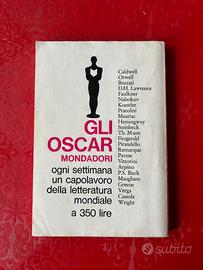 GLI
OSCAR
MONDADORI
ogni settimana
un capolavoro
della letteratura
mondiale
a 350 lire
Caldwell
Orwell
Buzzati
D.H. Lawrence
Faulkner
Nabokov
Koestler
Pratolini
Mauriac
Hemingway
Steinbeck
Th. Mann
Fitzgerald
Pirandello
Remarque
Pavese
Vittorini
Arpino
P.S. Buck
Maugham
Greene
Verga
Cassola
Wright
subito